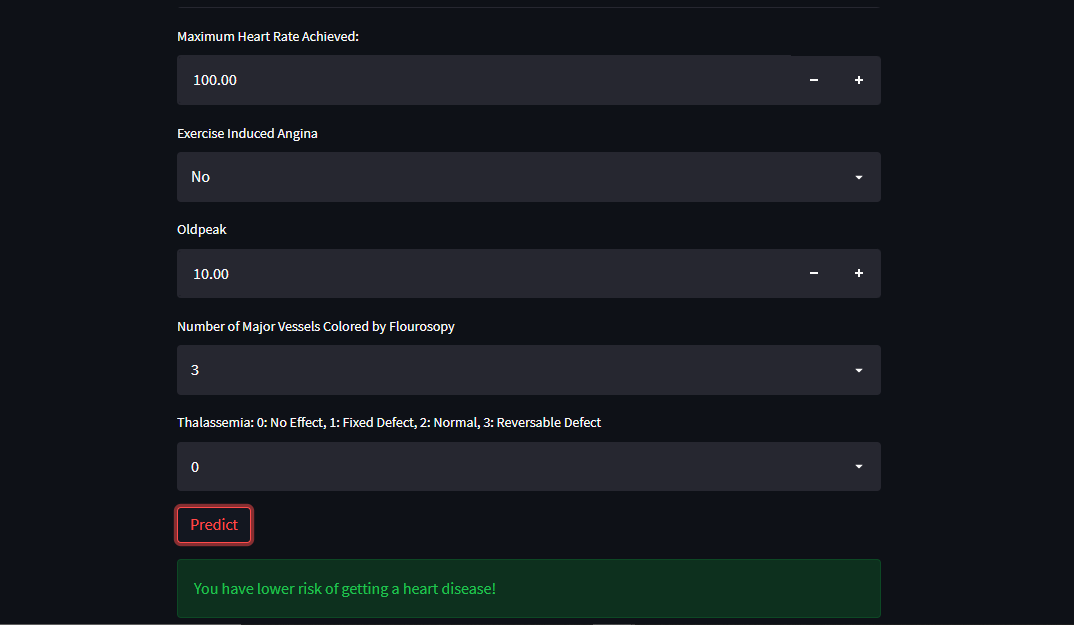 Maximum Heart Rate Achieved:
100.00
Exercise Induced Angina
No
Oldpeak
10.00
Number of Major Vessels Colored by Flourosopy
3
Thalassemia: 0: No Effect, 1: Fixed Defect, 2: Normal, 3: Reversable Defect
0
Predict
You have lower risk of getting a heart disease!